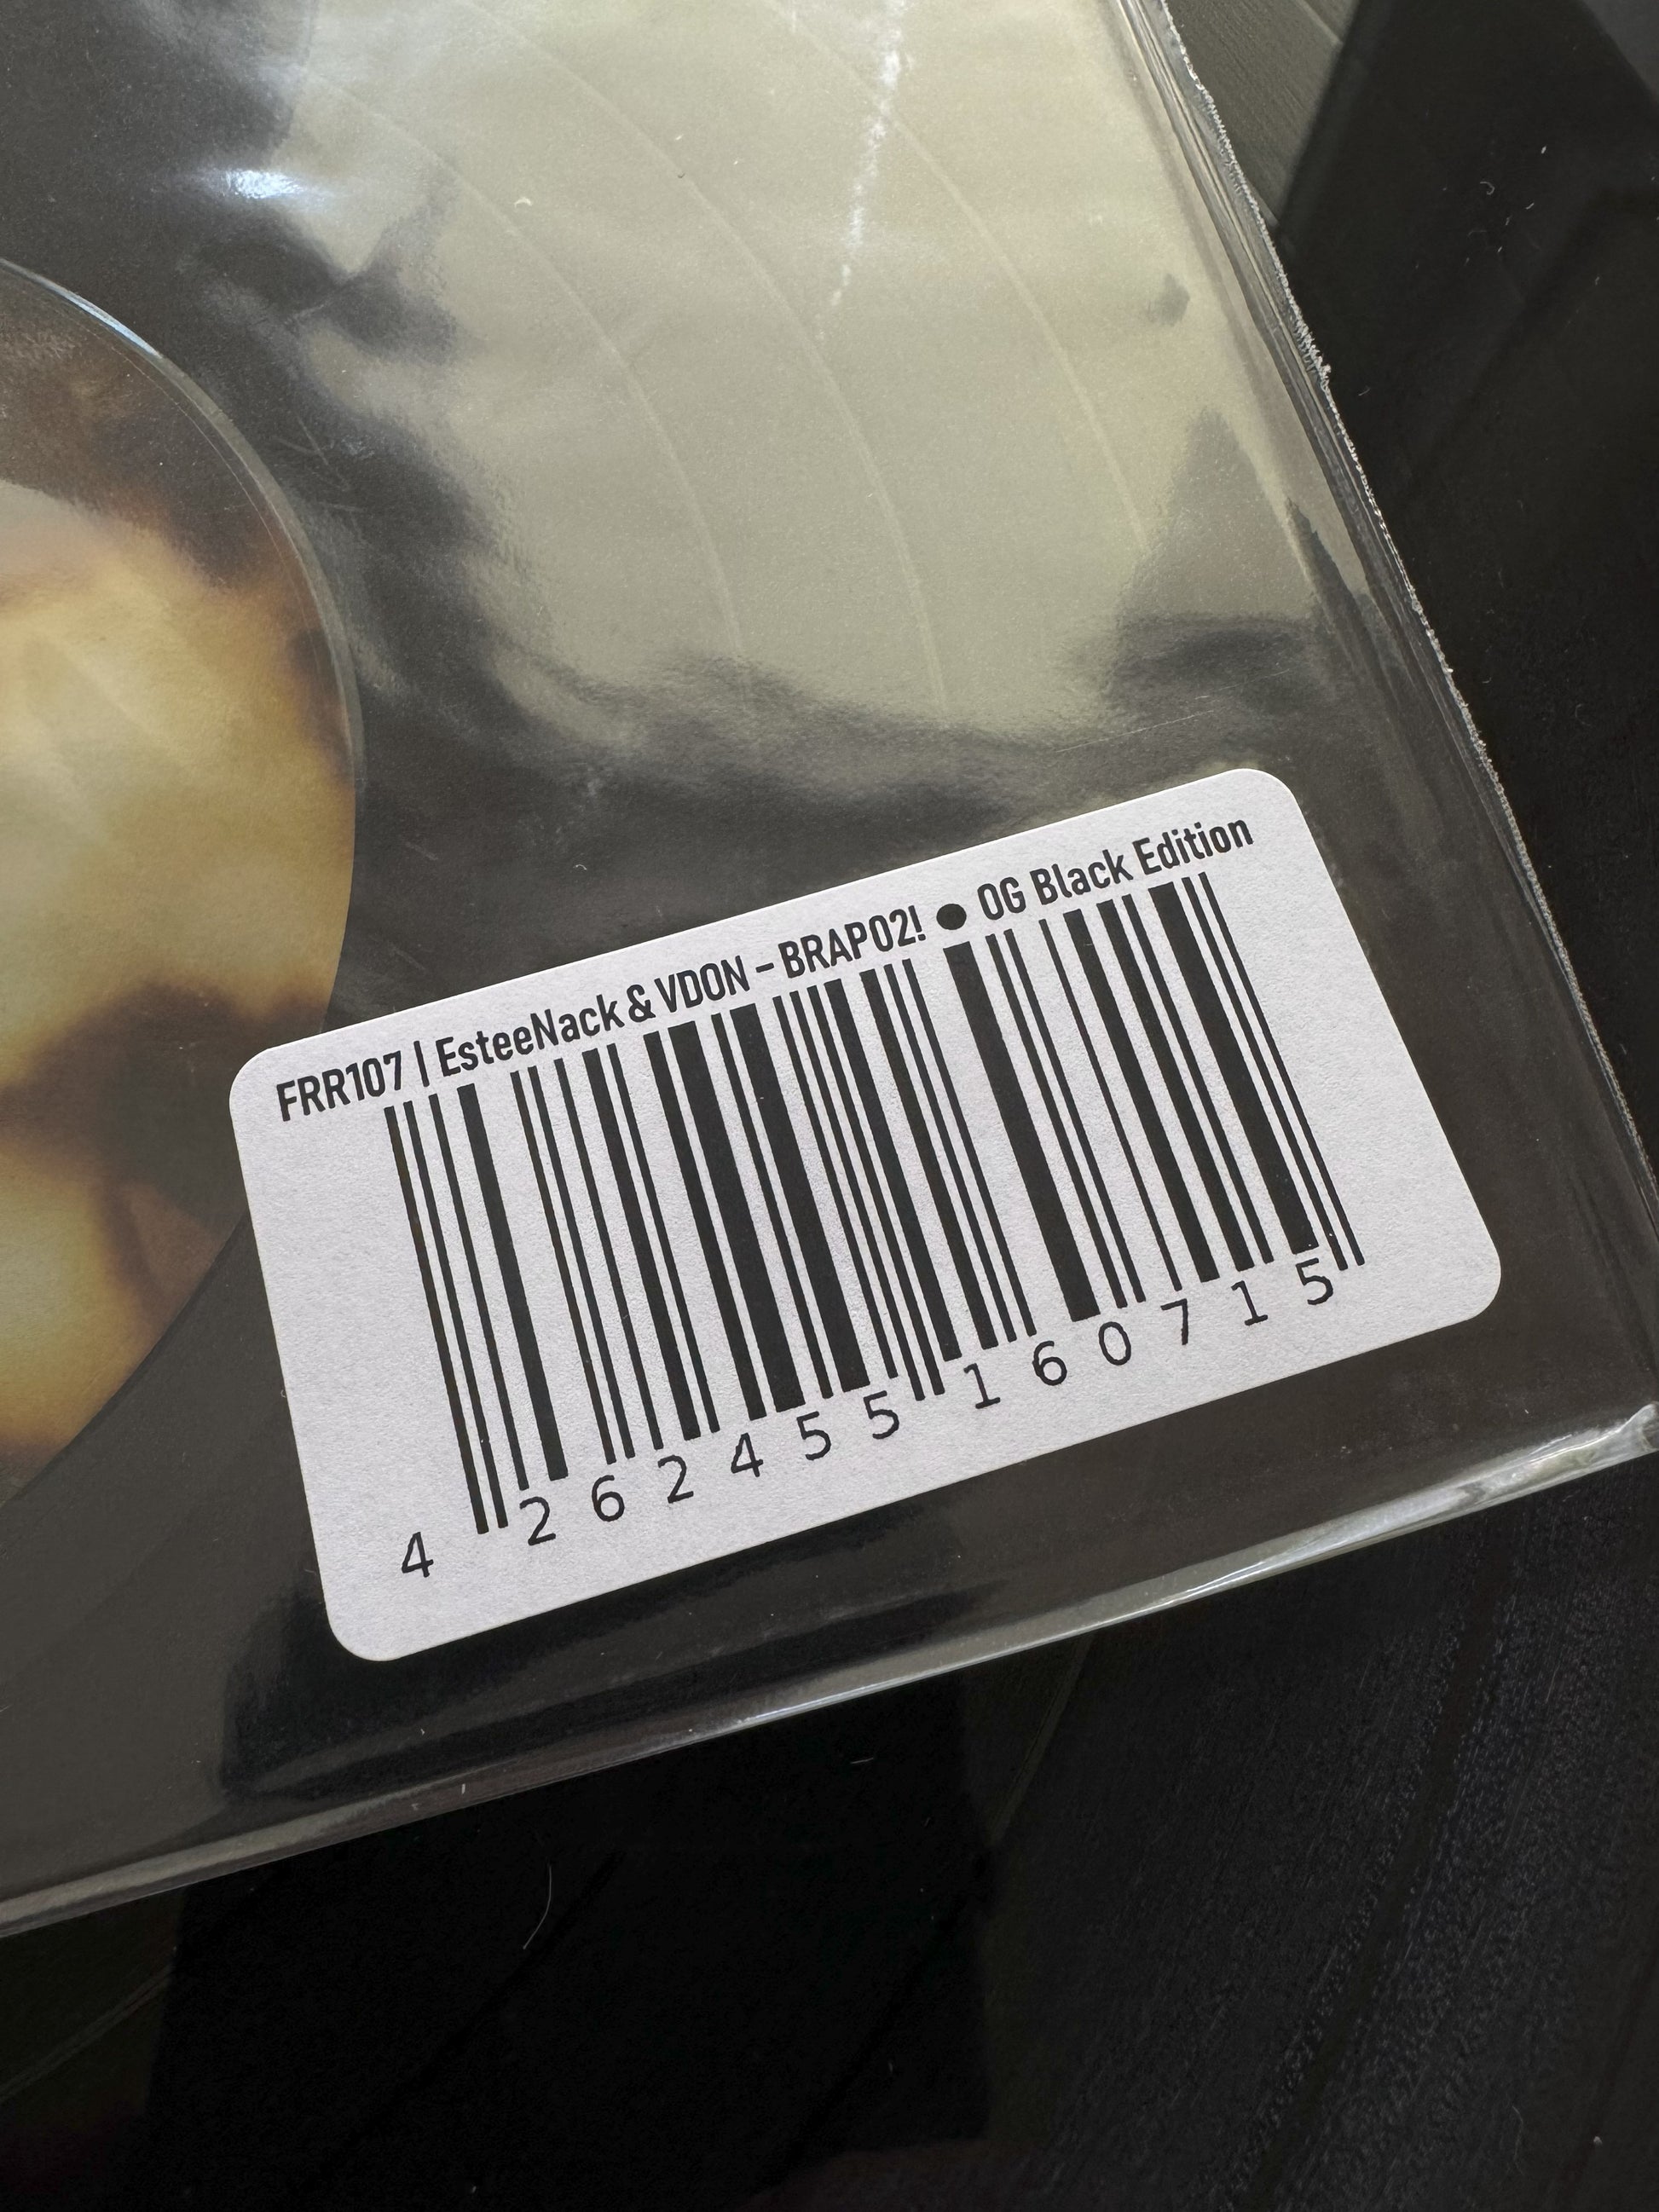 FRR107 | EsteeNack & VDON – BRAP02! ● OG Black Edition
4 262455 160715